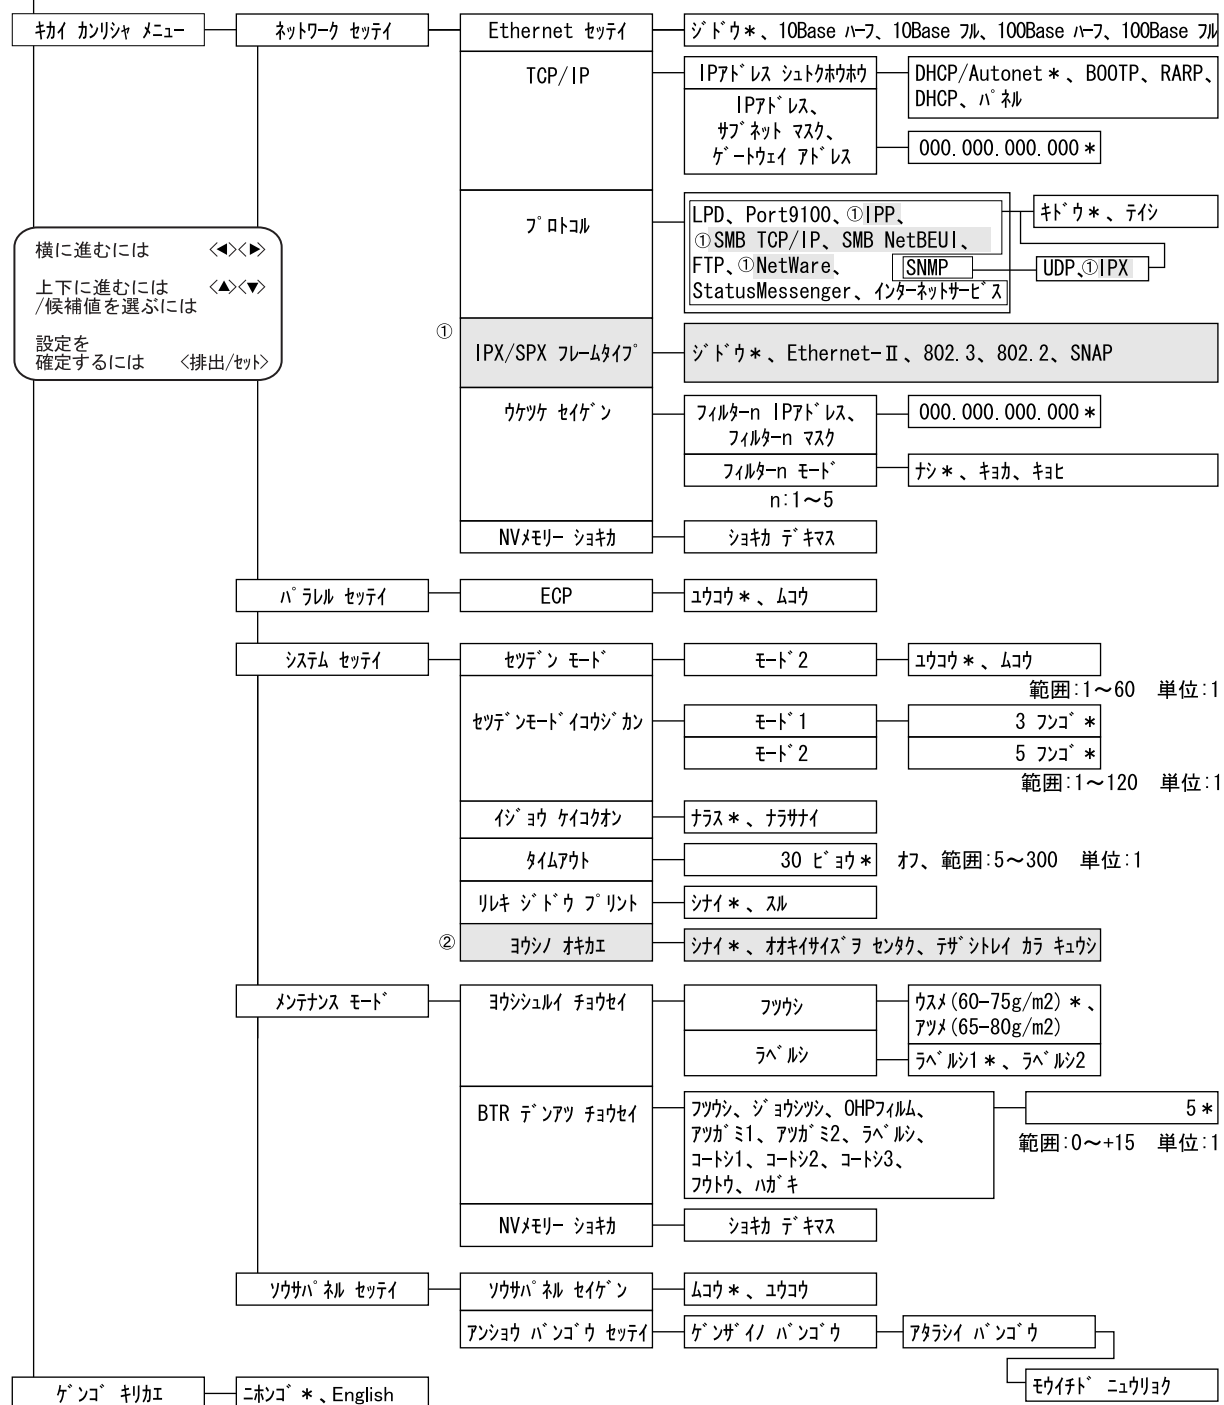 ｷｶｲ ｶﾝﾘｼｬ ﾒﾆｭｰ
ﾈｯﾄﾜｰｸ ｾｯﾃｲ
Ethernet ｾｯﾃｲ
ｼﾞﾄﾞｳ*、10Base ﾊｰﾌ、10Base ﾌﾙ、100Base ﾊｰﾌ、100Base ﾌﾙ
TCP/IP
IPｱﾄﾞﾚｽ ｼｭﾄｸﾎｳﾎｳ
DHCP/Autonet*、BOOTP、RARP、
DHCP、ﾊﾟﾈﾙ
IPｱﾄﾞﾚｽ、
ｻﾌﾞﾈｯﾄ ﾏｽｸ、
ｹﾞｰﾄｳｪｲ ｱﾄﾞﾚｽ
000.000.000.000*
ﾌﾟﾛﾄｺﾙ
LPD、Port9100、①IPP、
①SMB TCP/IP、SMB NetBEUI、
FTP、①NetWare、
SNMP
StatusMessenger、ｲﾝﾀｰﾈｯﾄｻｰﾋﾞｽ
ｷﾄﾞｳ*、ﾃｲｼ
UDP、①IPX
横に進むには 〈◀〉〈▶〉
上下に進むには 〈▲〉〈▼〉
/候補値を選ぶには
設定を
確定するには 〈排出/ｾｯﾄ〉
①
IPX/SPX ﾌﾚｰﾑﾀｲﾌﾟ
ｼﾞﾄﾞｳ*、Ethernet-Ⅱ、802.3、802.2、SNAP
ｳｹﾂｹ ｾｲｹﾞﾝ
ﾌｨﾙﾀｰn IPｱﾄﾞﾚｽ、
ﾌｨﾙﾀｰn ﾏｽｸ
000.000.000.000*
ﾌｨﾙﾀｰn ﾓｰﾄﾞ
ﾅｼ*、ｷｮｶ、ｷｮﾋ
n:1～5
NVﾒﾓﾘｰ ｼｮｷｶ
ｼｮｷｶ ﾃﾞｷﾏｽ
ﾊﾟﾗﾚﾙ ｾｯﾃｲ
ECP
ﾕｳｺｳ*、ﾑｺｳ
ｼｽﾃﾑ ｾｯﾃｲ
ｾﾂﾃﾞﾝ ﾓｰﾄﾞ
ﾓｰﾄﾞ2
ﾕｳｺｳ*、ﾑｺｳ
範囲:1～60 単位:1
ｾﾂﾃﾞﾝﾓｰﾄﾞｲｺｳｼﾞｶﾝ
ﾓｰﾄﾞ1
3 ﾌﾝｺﾞ*
ﾓｰﾄﾞ2
5 ﾌﾝｺﾞ*
範囲:1～120 単位:1
ｲｼﾞｮｳ ｹｲｺｸｵﾝ
ﾅﾗｽ*、ﾅﾗｻﾅｲ
ﾀｲﾑｱｳﾄ
30 ﾋﾞｮｳ*
ｵﾌ、範囲:5～300 単位:1
ﾘﾚｷ ｼﾞﾄﾞｳ ﾌﾟﾘﾝﾄ
ｼﾅｲ*、ｽﾙ
②
ﾖｳｼﾉ ｵｷｶｴ
ｼﾅｲ*、ｵｵｷｲｻｲｽﾞｦ ｾﾝﾀｸ、ﾃｻﾞｼﾄﾚｲ ｶﾗ ｷｭｳｼ
ﾒﾝﾃﾅﾝｽ ﾓｰﾄﾞ
ﾖｳｼｼｭﾙｲ ﾁｮｳｾｲ
ﾌﾂｳｼ
ｳｽﾒ(60-75g/m2)*、
ｱﾂﾒ(65-80g/m2)
ﾗﾍﾞﾙｼ
ﾗﾍﾞﾙｼ1*、ﾗﾍﾞﾙｼ2
BTR ﾃﾞﾝｱﾂ ﾁｮｳｾｲ
ﾌﾂｳｼ、ｼﾞｮｳｼﾂｼ、OHPﾌｨﾙﾑ、
ｱﾂｶﾞﾐ1、ｱﾂｶﾞﾐ2、ﾗﾍﾞﾙｼ、
ｺｰﾄｼ1、ｺｰﾄｼ2、ｺｰﾄｼ3、
ﾌｳﾄｳ、ﾊｶﾞｷ
5*
範囲:0～+15 単位:1
NVﾒﾓﾘｰ ｼｮｷｶ
ｼｮｷｶ ﾃﾞｷﾏｽ
ｿｳｻﾊﾟﾈﾙ ｾｯﾃｲ
ｿｳｻﾊﾟﾈﾙ ｾｲｹﾞﾝ
ﾑｺｳ*、ﾕｳｺｳ
ｱﾝｼｮｳ ﾊﾞﾝｺﾞｳ ｾｯﾃｲ
ｹﾞﾝｻﾞｲﾉ ﾊﾞﾝｺﾞｳ
ｱﾀﾗｼｲ ﾊﾞﾝｺﾞｳ
ﾓｳｲﾁﾄﾞ ﾆｭｳﾘｮｸ
ｹﾞﾝｺﾞ ｷﾘｶｴ
ﾆﾎﾝｺﾞ*、English